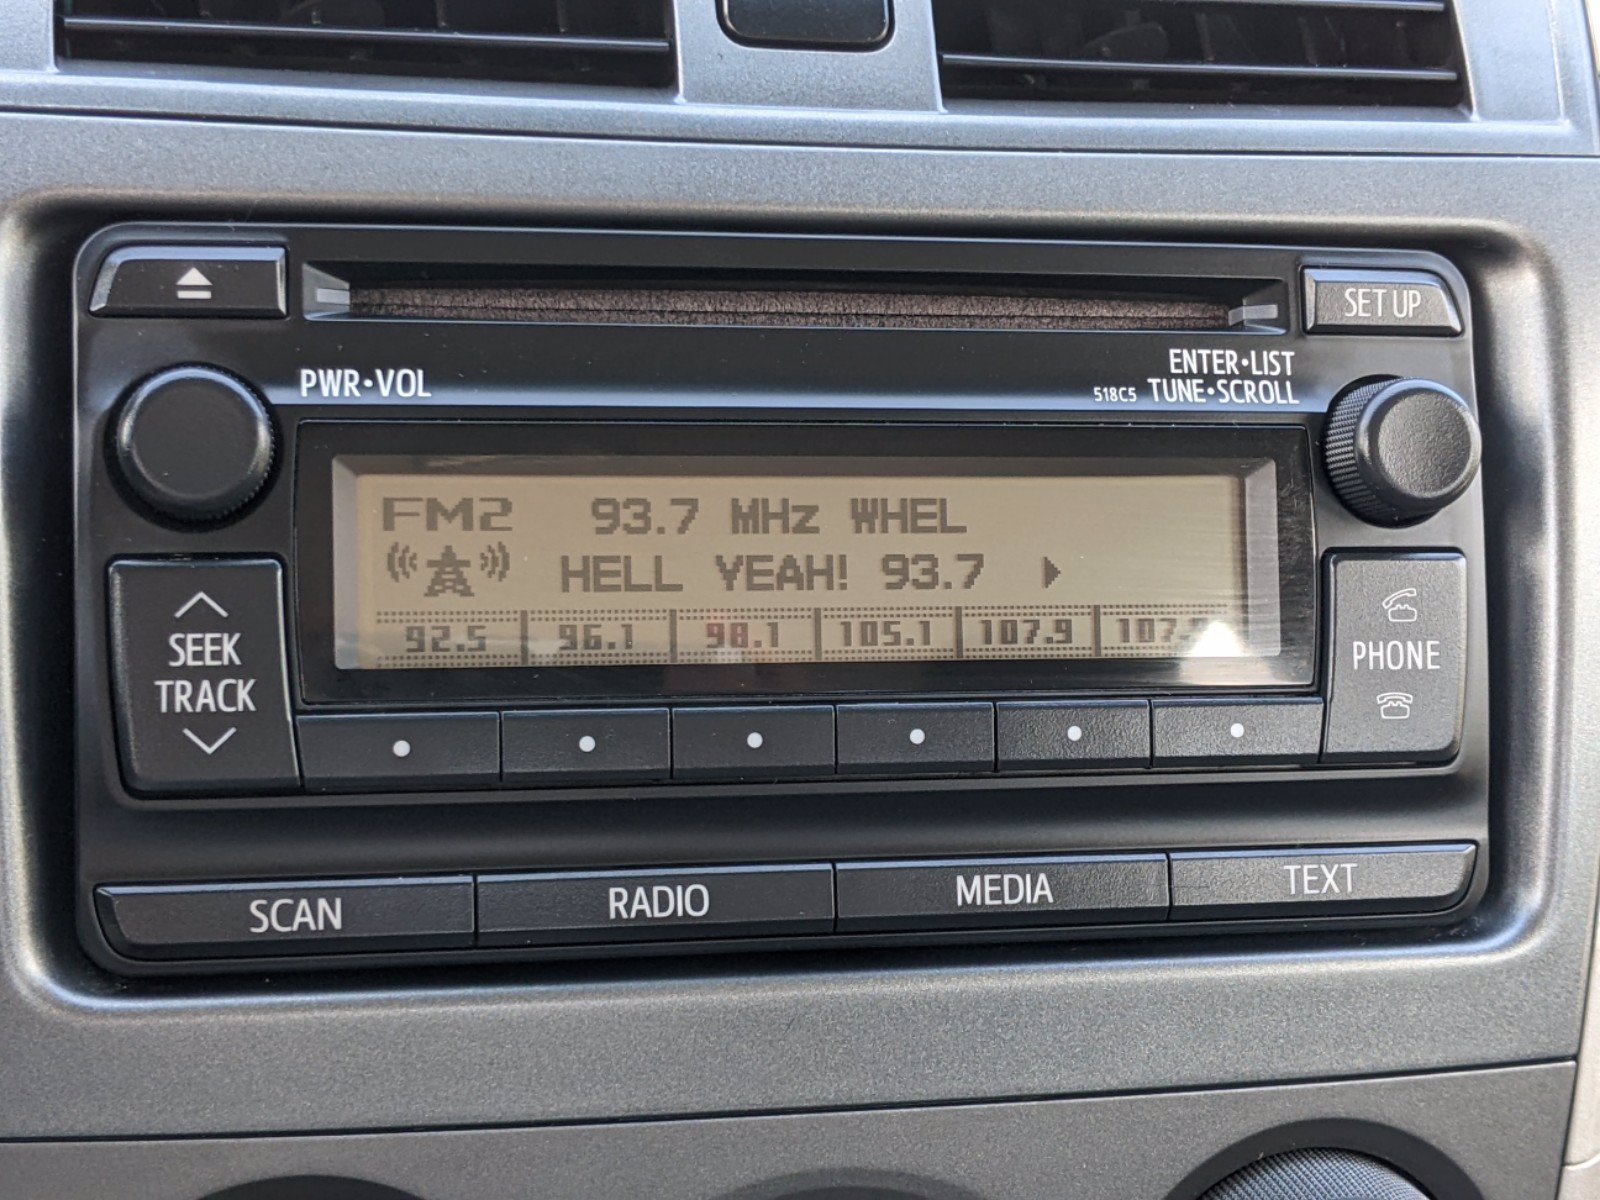 SET UP
PWR•VOL
ENTER•LIST
518C5 TUNE•SCROLL
FM2 93.7 MHz WHEL
HELL YEAH! 93.7
92.5 96.1 98.1 105.1 107.9
SEEK
TRACK
PHONE
SCAN RADIO MEDIA TEXT